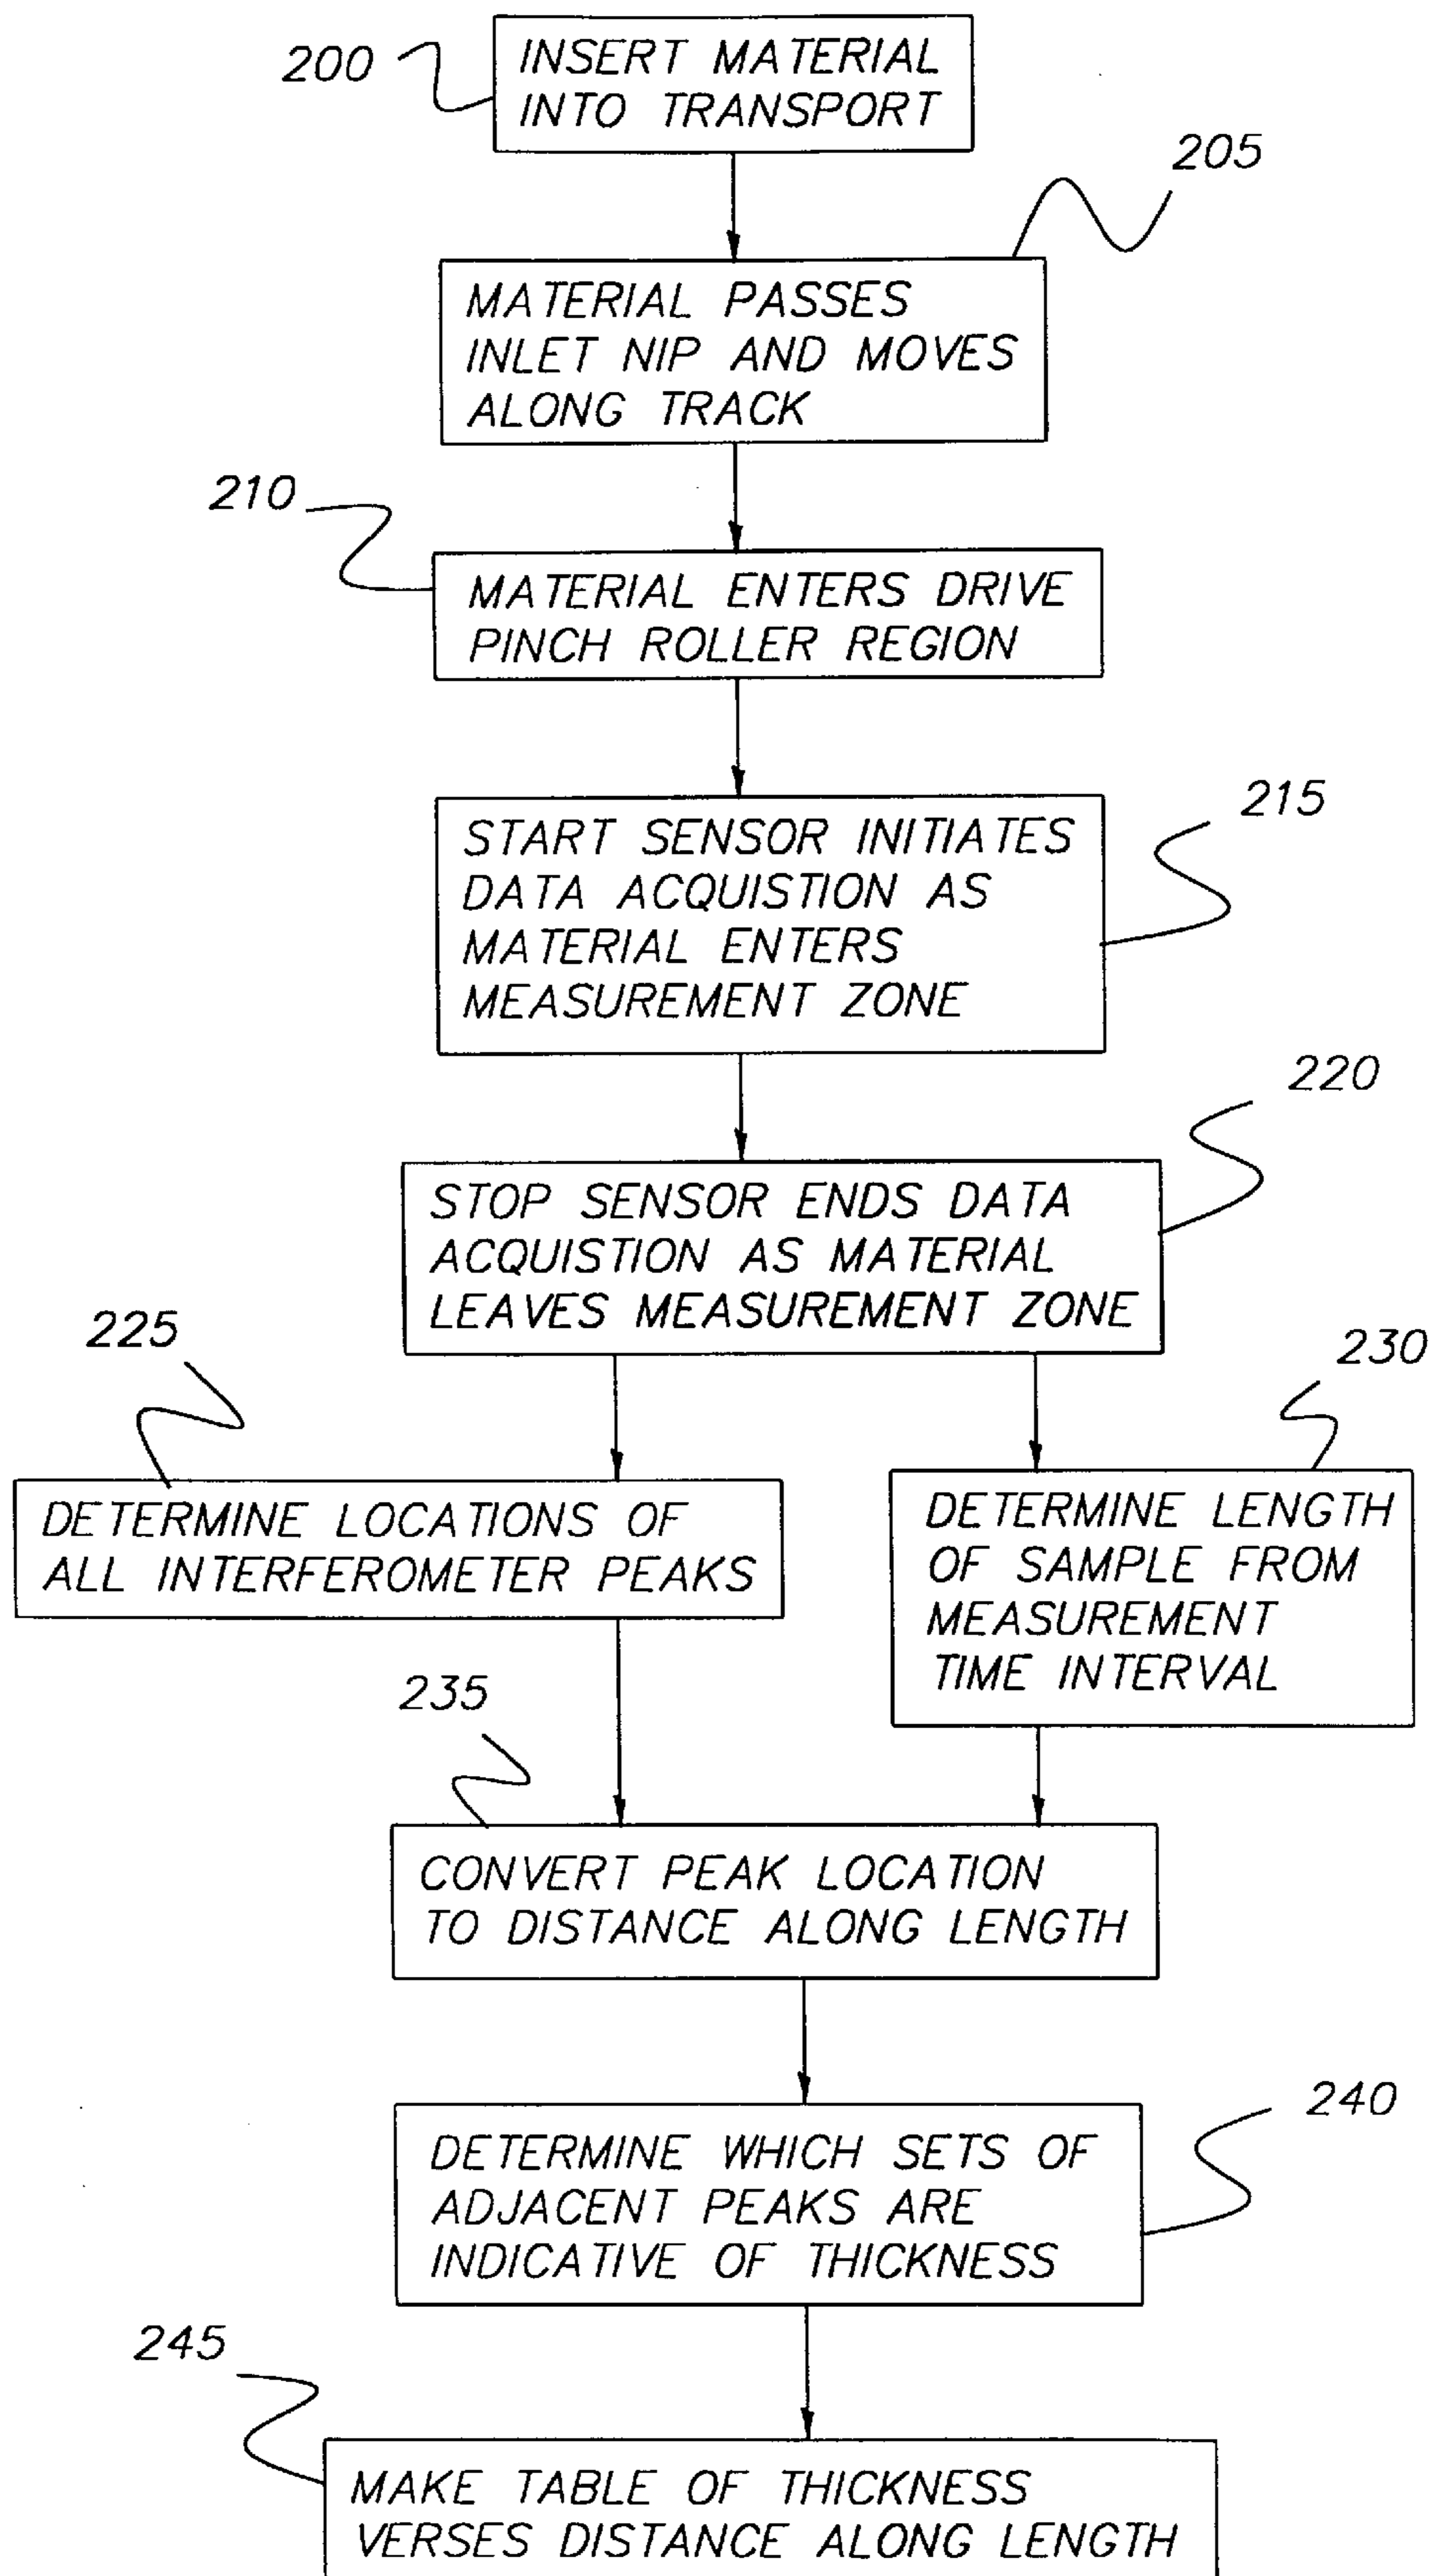 200
INSERT MATERIAL
INTO TRANSPORT
205
MATERIAL PASSES
INLET NIP AND MOVES
ALONG TRACK
210
MATERIAL ENTERS DRIVE
PINCH ROLLER REGION
215
START SENSOR INITIATES
DATA ACQUISTION AS
MATERIAL ENTERS
MEASUREMENT ZONE
220
STOP SENSOR ENDS DATA
ACQUISTION AS MATERIAL
LEAVES MEASUREMENT ZONE
225
DETERMINE LOCATIONS OF
ALL INTERFEROMETER PEAKS
230
DETERMINE LENGTH
OF SAMPLE FROM
MEASUREMENT
TIME INTERVAL
235
CONVERT PEAK LOCATION
TO DISTANCE ALONG LENGTH
240
DETERMINE WHICH SETS OF
ADJACENT PEAKS ARE
INDICATIVE OF THICKNESS
245
MAKE TABLE OF THICKNESS
VERSES DISTANCE ALONG LENGTH